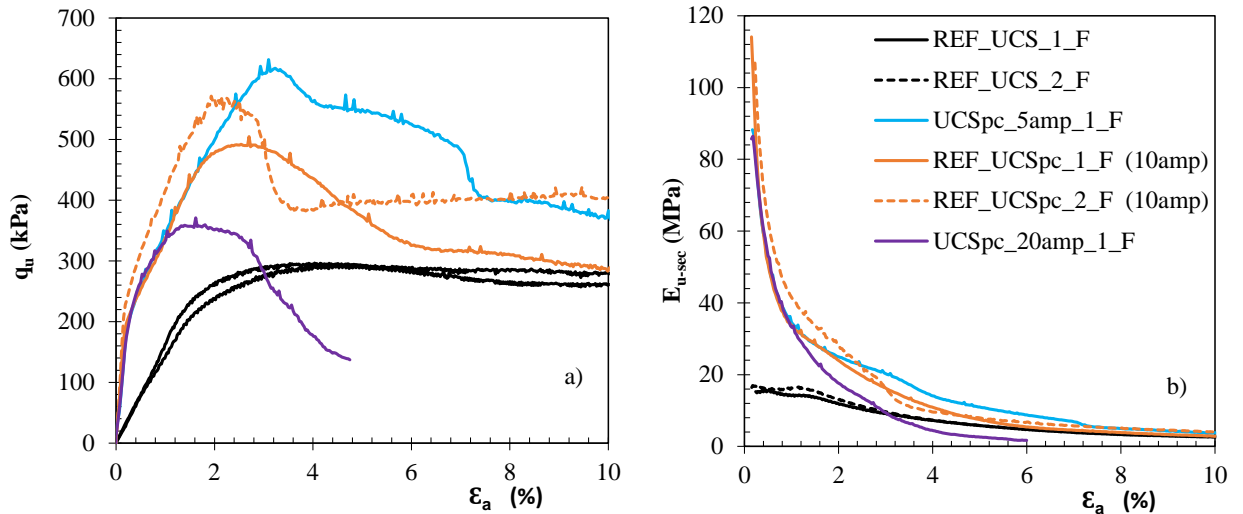 700
600
500
400
300
200
100
0
qu (kPa)
a)
0 2 4 6 8 10
Ɛa (%)
120
100
80
60
40
20
0
Eu-sec (MPa)
REF_UCS_1_F
REF_UCS_2_F
UCSpc_5amp_1_F
REF_UCSpc_1_F (10amp)
REF_UCSpc_2_F (10amp)
UCSpc_20amp_1_F
b)
0 2 4 6 8 10
Ɛa (%)